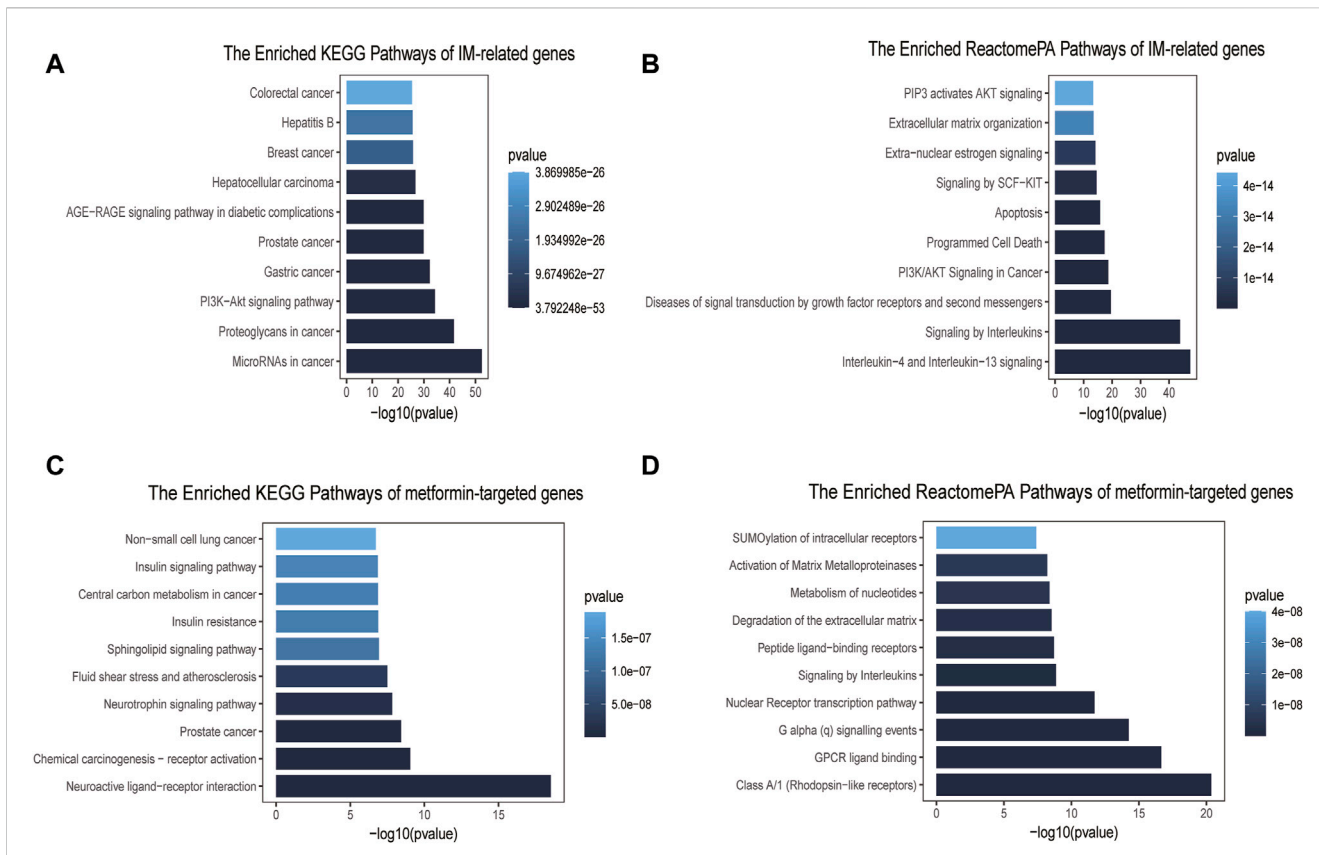 A
The Enriched KEGG Pathways of IM-related genes
Colorectal cancer
Hepatitis B
Breast cancer
Hepatocellular carcinoma
AGE−RAGE signaling pathway in diabetic complications
Prostate cancer
Gastric cancer
PI3K−Akt signaling pathway
Proteoglycans in cancer
MicroRNAs in cancer
0 10 20 30 40 50
−log10(pvalue)
pvalue
3.869985e−26
2.902489e−26
1.934992e−26
9.674962e−27
3.792248e−53
B
The Enriched ReactomePA Pathways of IM-related genes
PIP3 activates AKT signaling
Extracellular matrix organization
Extra−nuclear estrogen signaling
Signaling by SCF−KIT
Apoptosis
Programmed Cell Death
PI3K/AKT Signaling in Cancer
Diseases of signal transduction by growth factor receptors and second messengers
Signaling by Interleukins
Interleukin−4 and Interleukin−13 signaling
0 10 20 30 40
−log10(pvalue)
pvalue
4e−14
3e−14
2e−14
1e−14
C
The Enriched KEGG Pathways of metformin-targeted genes
Non−small cell lung cancer
Insulin signaling pathway
Central carbon metabolism in cancer
Insulin resistance
Sphingolipid signaling pathway
Fluid shear stress and atherosclerosis
Neurotrophin signaling pathway
Prostate cancer
Chemical carcinogenesis − receptor activation
Neuroactive ligand−receptor interaction
0 5 10 15
−log10(pvalue)
pvalue
1.5e−07
1.0e−07
5.0e−08
D
The Enriched ReactomePA Pathways of metformin-targeted genes
SUMOylation of intracellular receptors
Activation of Matrix Metalloproteinases
Metabolism of nucleotides
Degradation of the extracellular matrix
Peptide ligand−binding receptors
Signaling by Interleukins
Nuclear Receptor transcription pathway
G alpha (q) signalling events
GPCR ligand binding
Class A/1 (Rhodopsin−like receptors)
0 5 10 15 20
−log10(pvalue)
pvalue
4e−08
3e−08
2e−08
1e−08